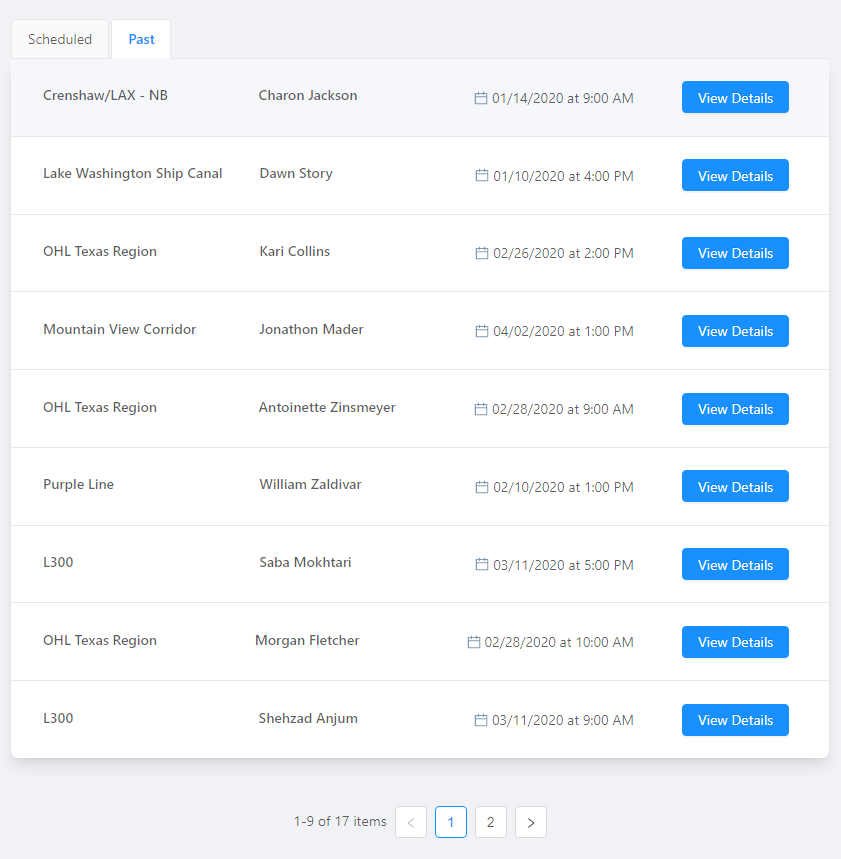 Scheduled Past
Crenshaw/LAX - NB Charon Jackson 01/14/2020 at 9:00 AM View Details
Lake Washington Ship Canal Dawn Story 01/10/2020 at 4:00 PM View Details
OHL Texas Region Kari Collins 02/26/2020 at 2:00 PM View Details
Mountain View Corridor Jonathon Mader 04/02/2020 at 1:00 PM View Details
OHL Texas Region Antoinette Zinsmeyer 02/28/2020 at 9:00 AM View Details
Purple Line William Zaldivar 02/10/2020 at 1:00 PM View Details
L300 Saba Mokhtari 03/11/2020 at 5:00 PM View Details
OHL Texas Region Morgan Fletcher 02/28/2020 at 10:00 AM View Details
L300 Shehzad Anjum 03/11/2020 at 9:00 AM View Details
1-9 of 17 items < 1 2 >